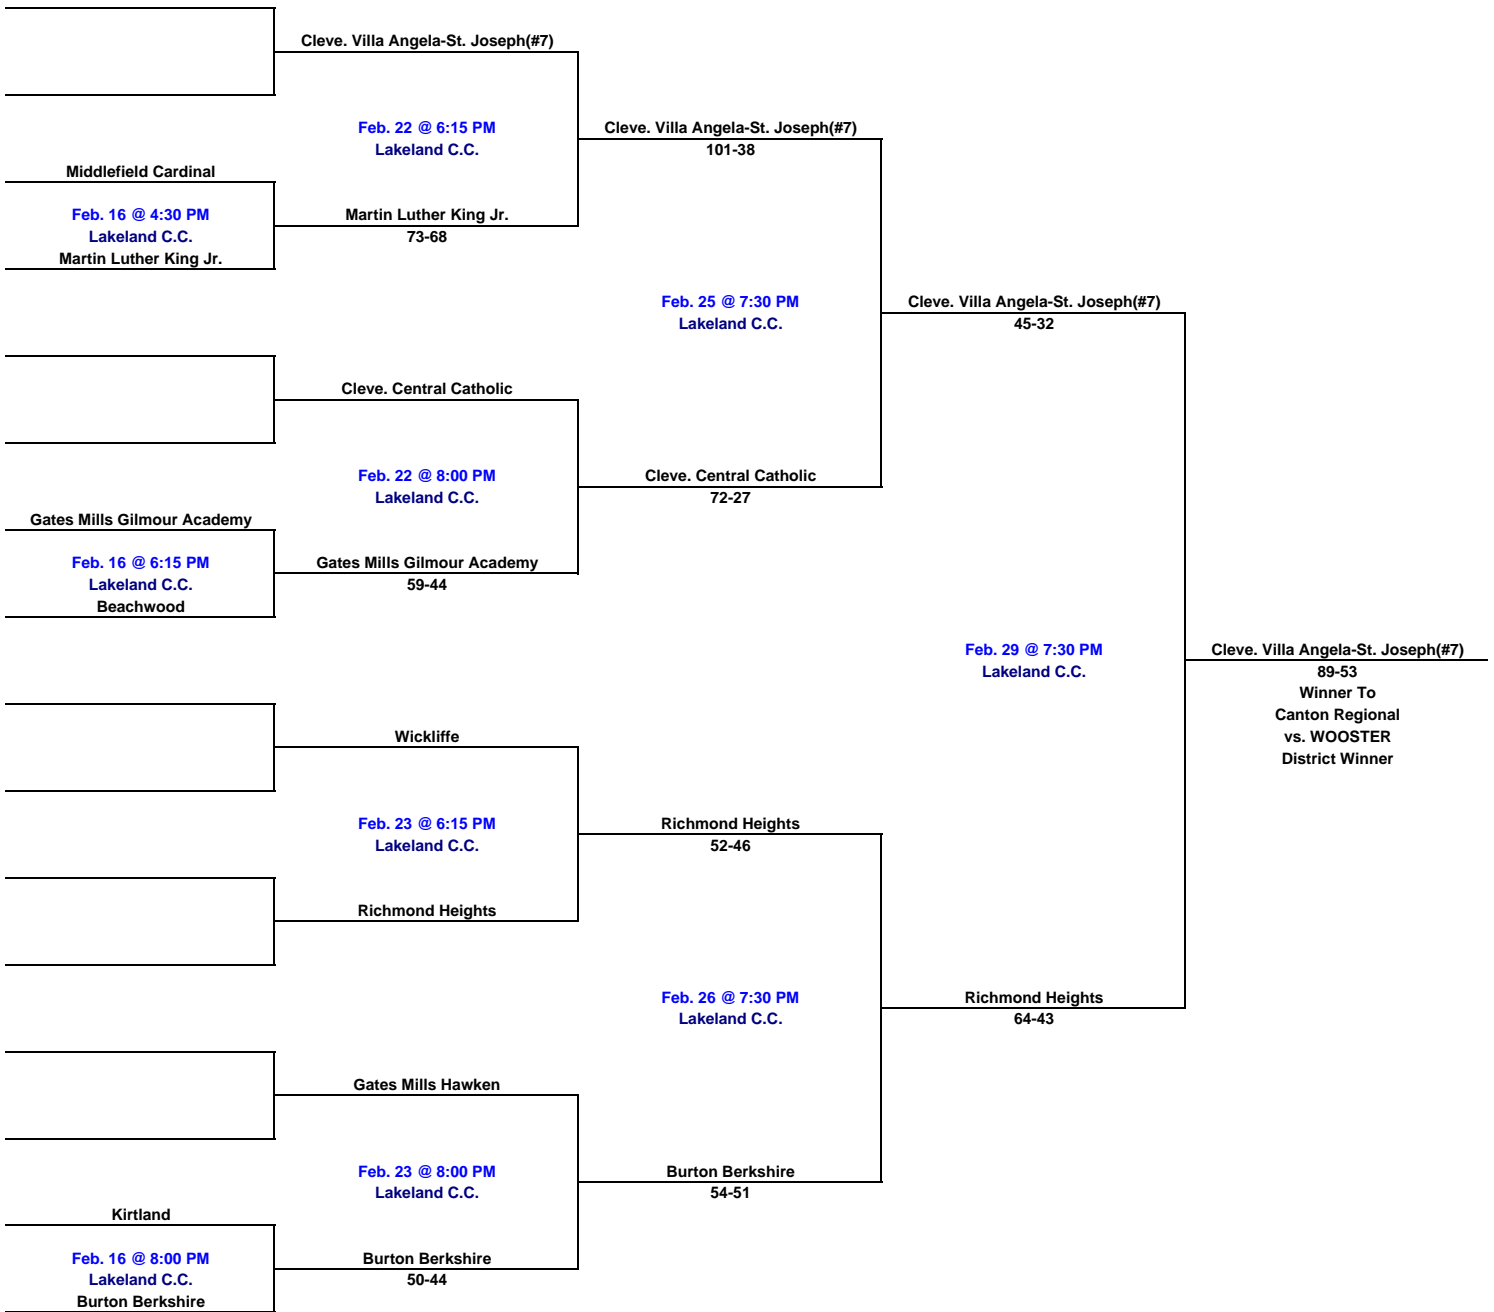 Cleve. Villa Angela-St. Joseph(#7)
Feb. 22 @ 6:15 PM
Lakeland C.C.
Cleve. Villa Angela-St. Joseph(#7)
101-38
Middlefield Cardinal
Feb. 16 @ 4:30 PM
Lakeland C.C.
Martin Luther King Jr.
Martin Luther King Jr.
73-68
Feb. 25 @ 7:30 PM
Lakeland C.C.
Cleve. Villa Angela-St. Joseph(#7)
45-32
Cleve. Central Catholic
Feb. 22 @ 8:00 PM
Lakeland C.C.
Cleve. Central Catholic
72-27
Gates Mills Gilmour Academy
Feb. 16 @ 6:15 PM
Lakeland C.C.
Beachwood
Gates Mills Gilmour Academy
59-44
Feb. 29 @ 7:30 PM
Lakeland C.C.
Cleve. Villa Angela-St. Joseph(#7)
89-53
Winner To
Canton Regional
vs. WOOSTER
District Winner
Wickliffe
Feb. 23 @ 6:15 PM
Lakeland C.C.
Richmond Heights
52-46
Richmond Heights
Feb. 26 @ 7:30 PM
Lakeland C.C.
Richmond Heights
64-43
Gates Mills Hawken
Feb. 23 @ 8:00 PM
Lakeland C.C.
Burton Berkshire
54-51
Kirtland
Feb. 16 @ 8:00 PM
Lakeland C.C.
Burton Berkshire
Burton Berkshire
50-44